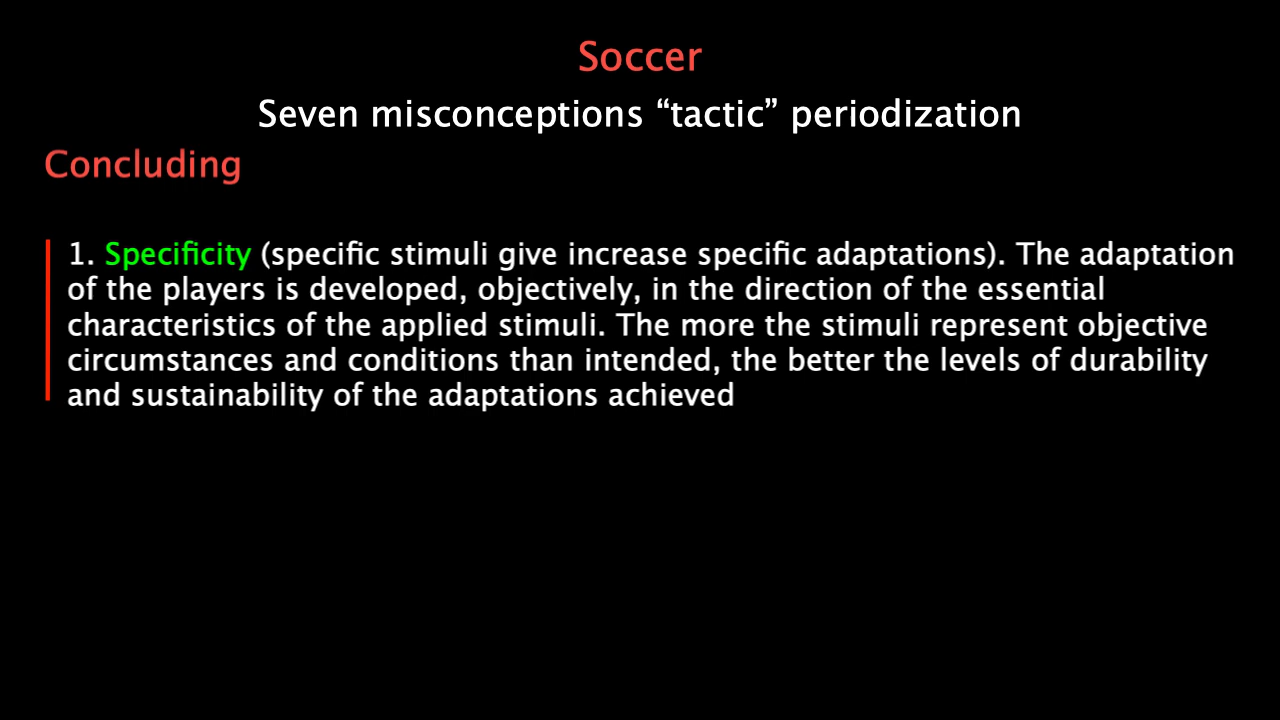 Soccer
Seven misconceptions “tactic” periodization
Concluding
1. Specificity (specific stimuli give increase specific adaptations). The adaptation
of the players is developed, objectively, in the direction of the essential
characteristics of the applied stimuli. The more the stimuli represent objective
circumstances and conditions than intended, the better the levels of durability
and sustainability of the adaptations achieved